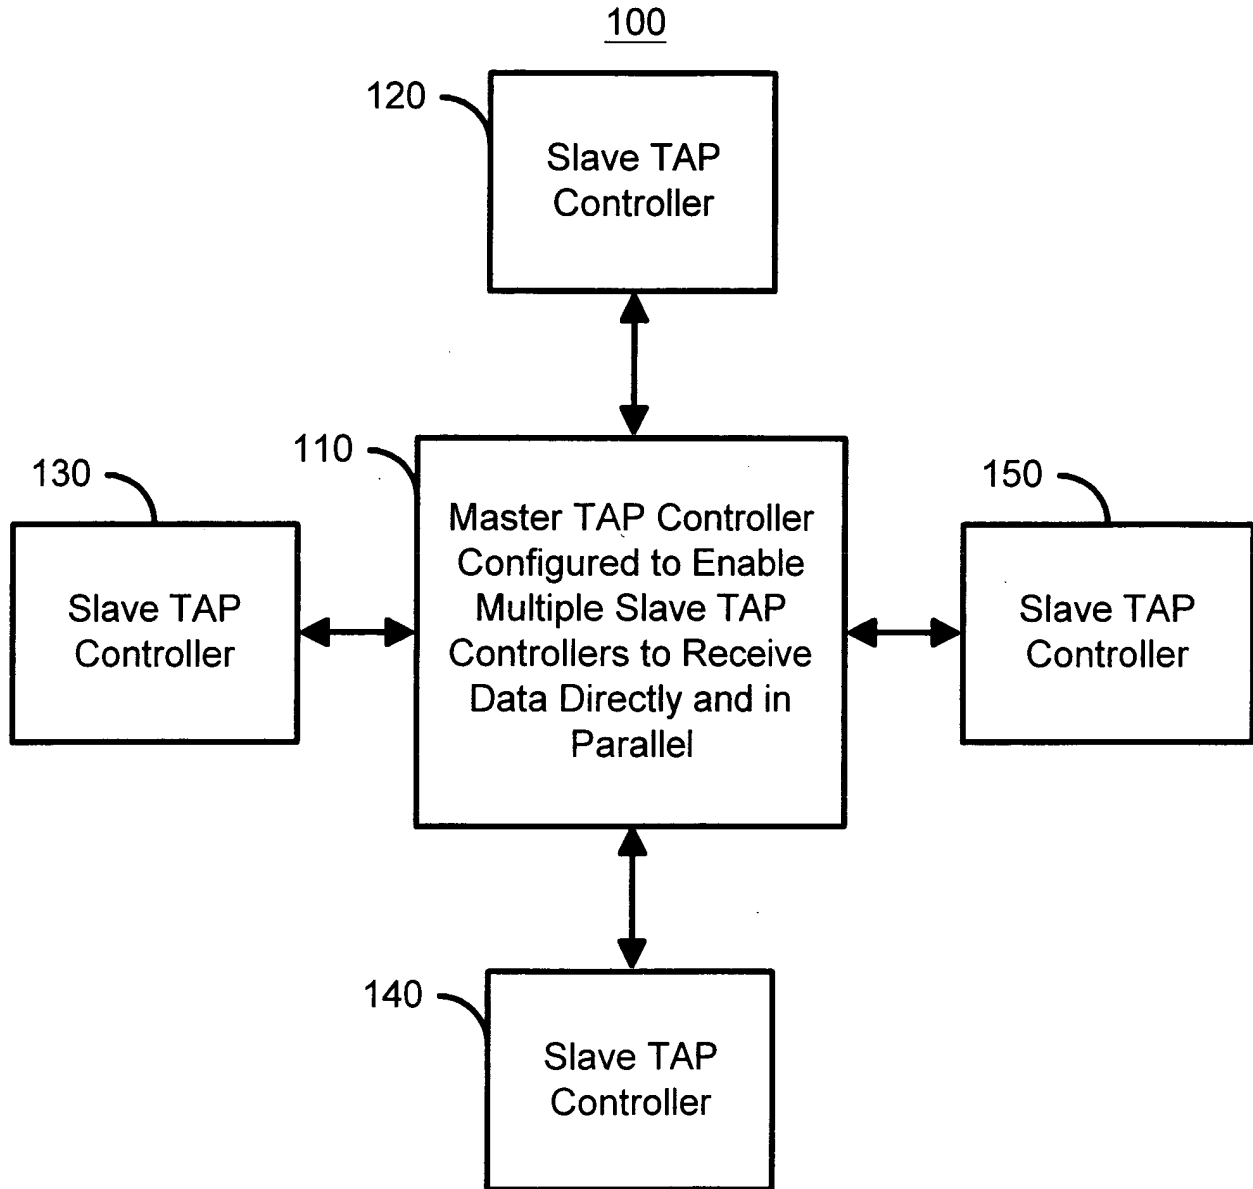 100
120
Slave TAP
Controller
110
Master TAP Controller
Configured to Enable
Multiple Slave TAP
Controllers to Receive
Data Directly and in
Parallel
130
Slave TAP
Controller
150
Slave TAP
Controller
140
Slave TAP
Controller